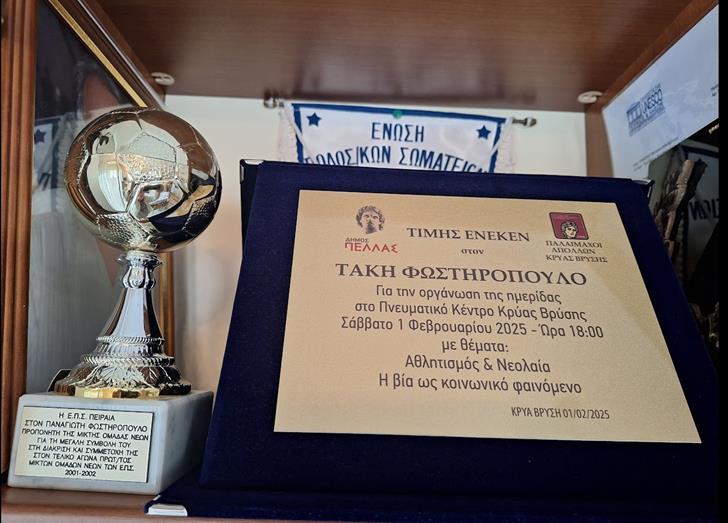 ΕΝΩΣΗ
ΣΩΜΑΤΕΙΩΝ
UNESCO
ΔΗΜΟΣ
ΠΕΛΛΑΣ
ΤΙΜΗΣ ΕΝΕΚΕΝ
στον
ΠΑΛΑΙΜΑΧΟΙ
ΑΠΟΛΛΩΝ
ΚΡΥΑΣ ΒΡΥΣΗΣ
ΤΑΚΗ ΦΩΣΤΗΡΟΠΟΥΛΟ
Για την οργάνωση της ημερίδας
στο Πνευματικό Κέντρο Κρύας Βρύσης
Σάββατο 1 Φεβρουαρίου 2025 - Ώρα 18:00
με θέματα:
Αθλητισμός & Νεολαία
Η βία ως κοινωνικό φαινόμενο
ΚΡΥΑ ΒΡΥΣΗ 01/02/2025
Η Ε.Π.Σ. ΠΕΙΡΑΙΑ
ΣΤΟΝ ΠΑΝΑΓΙΩΤΗ ΦΩΣΤΗΡΟΠΟΥΛΟ
ΠΡΟΠΟΝΗΤΗ ΤΗΣ ΜΙΚΤΗΣ ΟΜΑΔΑΣ ΝΕΩΝ
ΓΙΑ ΤΗ ΜΕΓΑΛΗ ΣΥΜΒΟΛΗ ΤΟΥ
ΣΤΗ ΔΙΑΚΡΙΣΗ ΚΑΙ ΣΥΜΜΕΤΟΧΗ ΤΗΣ
ΣΤΟΝ ΤΕΛΙΚΟ ΑΓΩΝΑ ΠΡΩΤ/ΤΟΣ
ΜΙΚΤΩΝ ΟΜΑΔΩΝ ΝΕΩΝ ΤΩΝ ΕΠΣ.
2001-2002